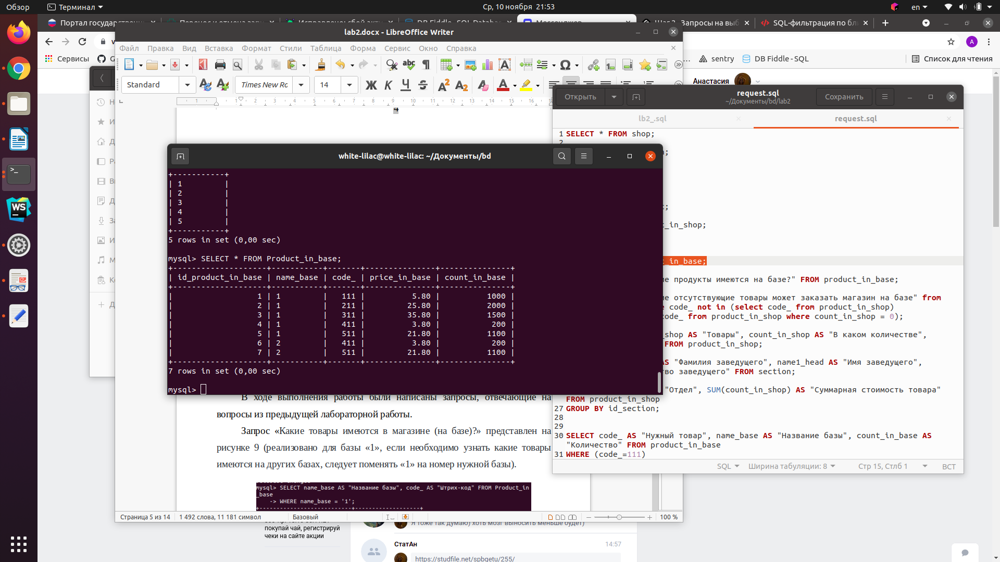 Обзор
Терминал
Ср, 10 ноября 21:53
en
Портал государственн
DB Fiddle - SQL Databas
Мессенджер
Шаг 2 - Запросы на выб
SQL-фильтрация по бл
Сервисы
sentry
DB Fiddle - SQL
Список для чтения
Анастасия
lab2.docx - LibreOffice Writer
Файл Правка Вид Вставка Формат Стили Таблица Форма Сервис Окно Справка
Standard
Times New Ro
14
4
request.sql
~/Документы/bd/lab2
Открыть
Сохранить
lb2_.sql
request.sql
1 SELECT * FROM shop;
2
t_in_shop;
t_in_base;
ие продукты имеются на базе?" FROM product_in_base;
ие отсутствующие товары может заказать магазин на базе" from
e code_ not in (select code_ from product_in_shop)
code_ from product_in_shop where count_in_shop = 0);
_shop AS "Товары", count_in_shop AS "В каком количестве",
FROM product_in_shop;
AS "Фамилия заведущего", name1_head AS "Имя заведущего",
тво заведущего" FROM section;
"Отдел", SUM(count_in_shop) AS "Суммарная стоимость товара"
FROM product_in_shop
27 GROUP BY id_section;
28
29
30 SELECT code_ AS "Нужный товар", name_base AS "Название базы", count_in_base AS
"Количество" FROM product_in_base
31 WHERE (code_=111)
SQL
Ширина табуляции: 8
Стр 15, Стлб 1
ВСТ
white-lilac@white-lilac: ~/Документы/bd
+-----------+
| 1         |
| 2         |
| 3         |
| 4         |
| 5         |
+-----------+
5 rows in set (0,00 sec)
mysql> SELECT * FROM Product_in_base;
+--------------------+-----------+-------+---------------+---------------+
| id_product_in_base | name_base | code_ | price_in_base | count_in_base |
+--------------------+-----------+-------+---------------+---------------+
|                  1 | 1         |   111 |          5.80 |          1000 |
|                  2 | 1         |   211 |         25.80 |          2000 |
|                  3 | 1         |   311 |         35.80 |          1500 |
|                  4 | 1         |   411 |          3.80 |           200 |
|                  5 | 1         |   511 |         21.80 |          1100 |
|                  6 | 2         |   411 |          3.80 |           200 |
|                  7 | 2         |   511 |         21.80 |          1100 |
+--------------------+-----------+-------+---------------+---------------+
7 rows in set (0,00 sec)
mysql>
В ходе выполнения работы были написаны запросы, отвечающие на
вопросы из предыдущей лабораторной работы.
Запрос «Какие товары имеются в магазине (на базе)?» представлен на
рисунке 9 (реализовано для базы «1», если необходимо узнать какие товары
имеются на других базах, следует поменять «1» на номер нужной базы).
mysql> SELECT name_base AS "Название базы", code_ AS "Штрих-код" FROM Product_in
_base
-> WHERE name_base = '1';
Страница 5 из 14
1 492 слова, 11 181 символ
Базовый
100 %
покупай чай, регистрируй
чеки на сайте акции
Я тоже так думаю) хоть мозг выносить меньше будет)
СтатАн
14:57
https://studfile.net/spbgetu/255/